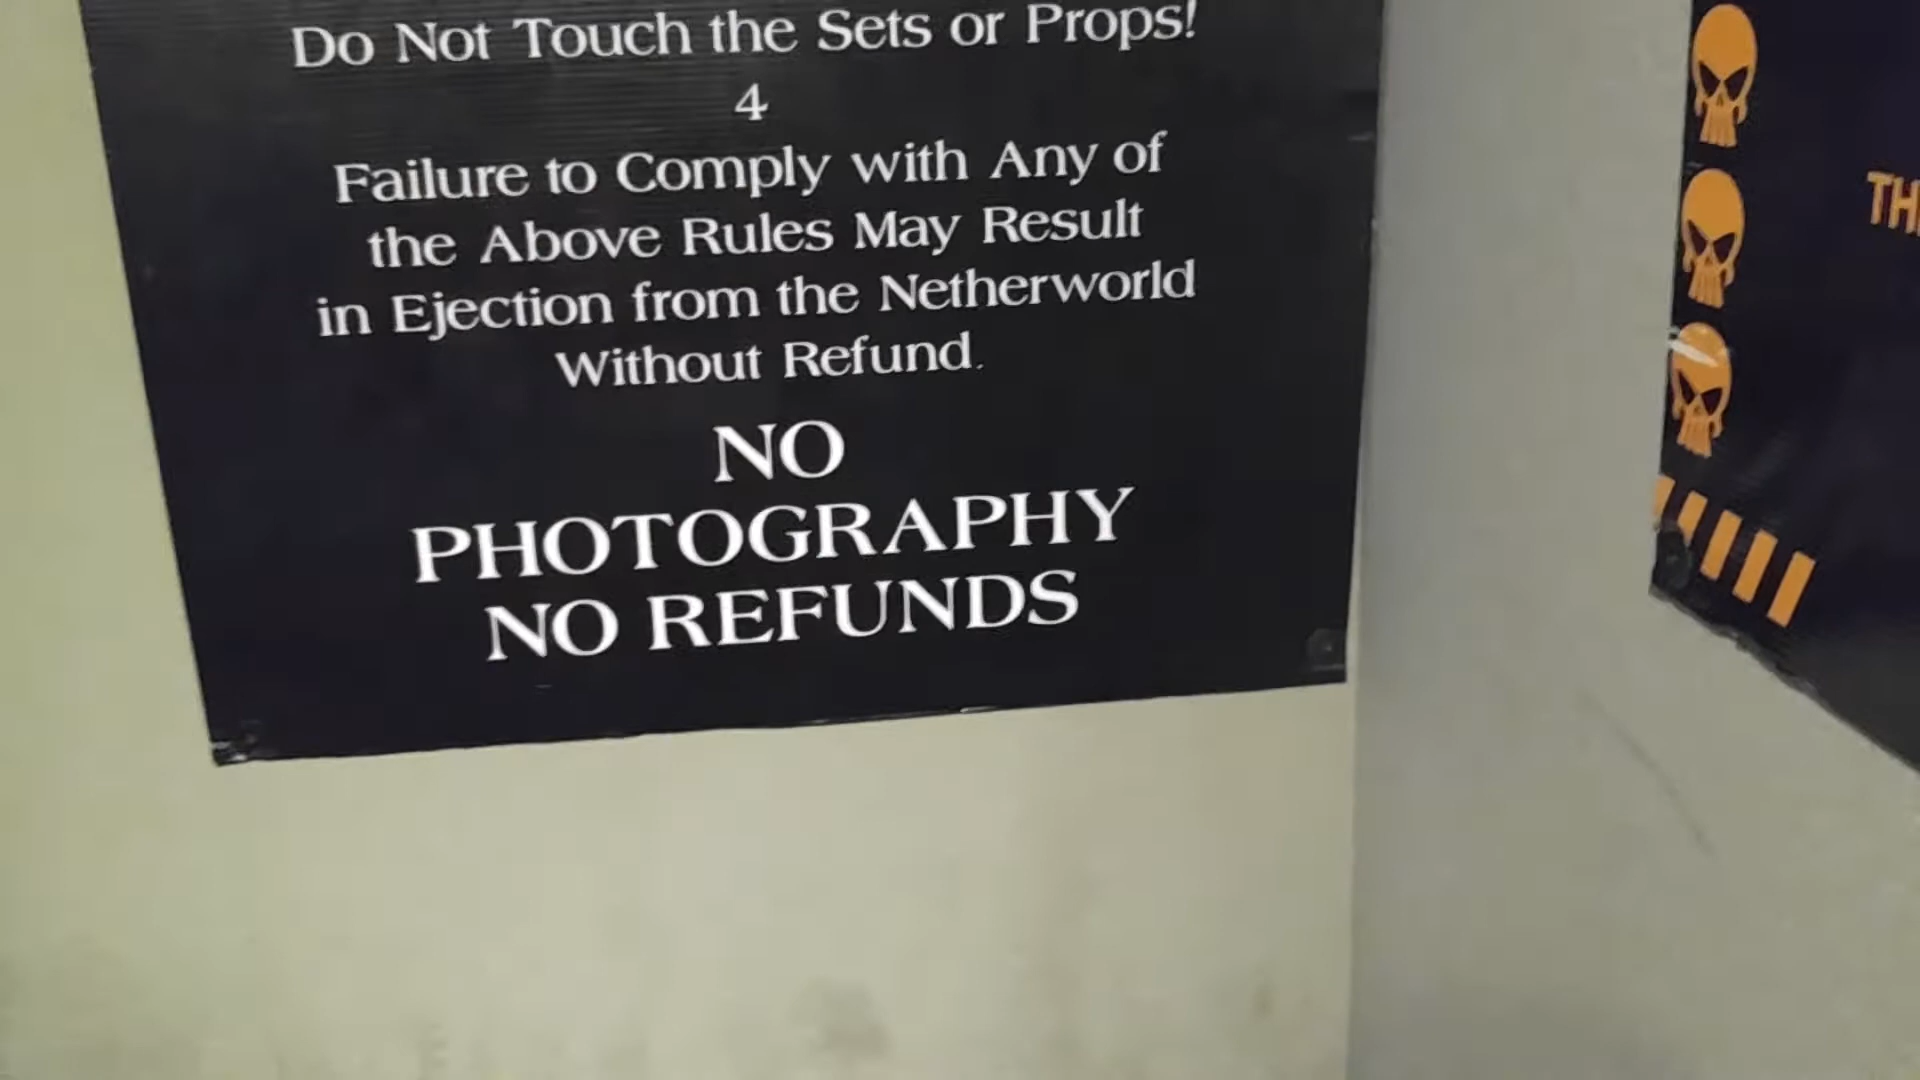 Do Not Touch the Sets or Props!
4
Failure to Comply with Any of
the Above Rules May Result
in Ejection from the Netherworld
Without Refund.
NO
PHOTOGRAPHY
NO REFUNDS
TH